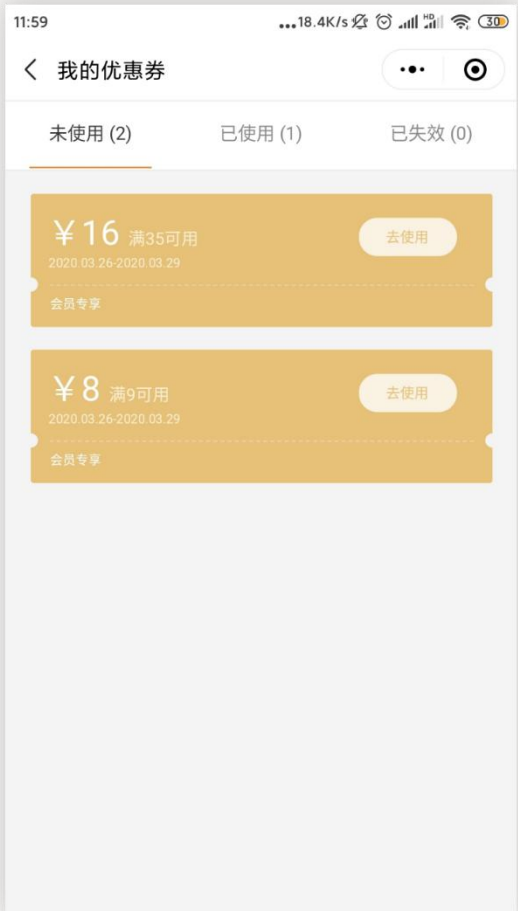 11:59
...18.4K/s HD 30
我的优惠券
未使用 (2) 已使用 (1) 已失效 (0)
￥16 满35可用 去使用
2020.03.26-2020.03.29
会员专享
￥8 满9可用 去使用
2020.03.26-2020.03.29
会员专享